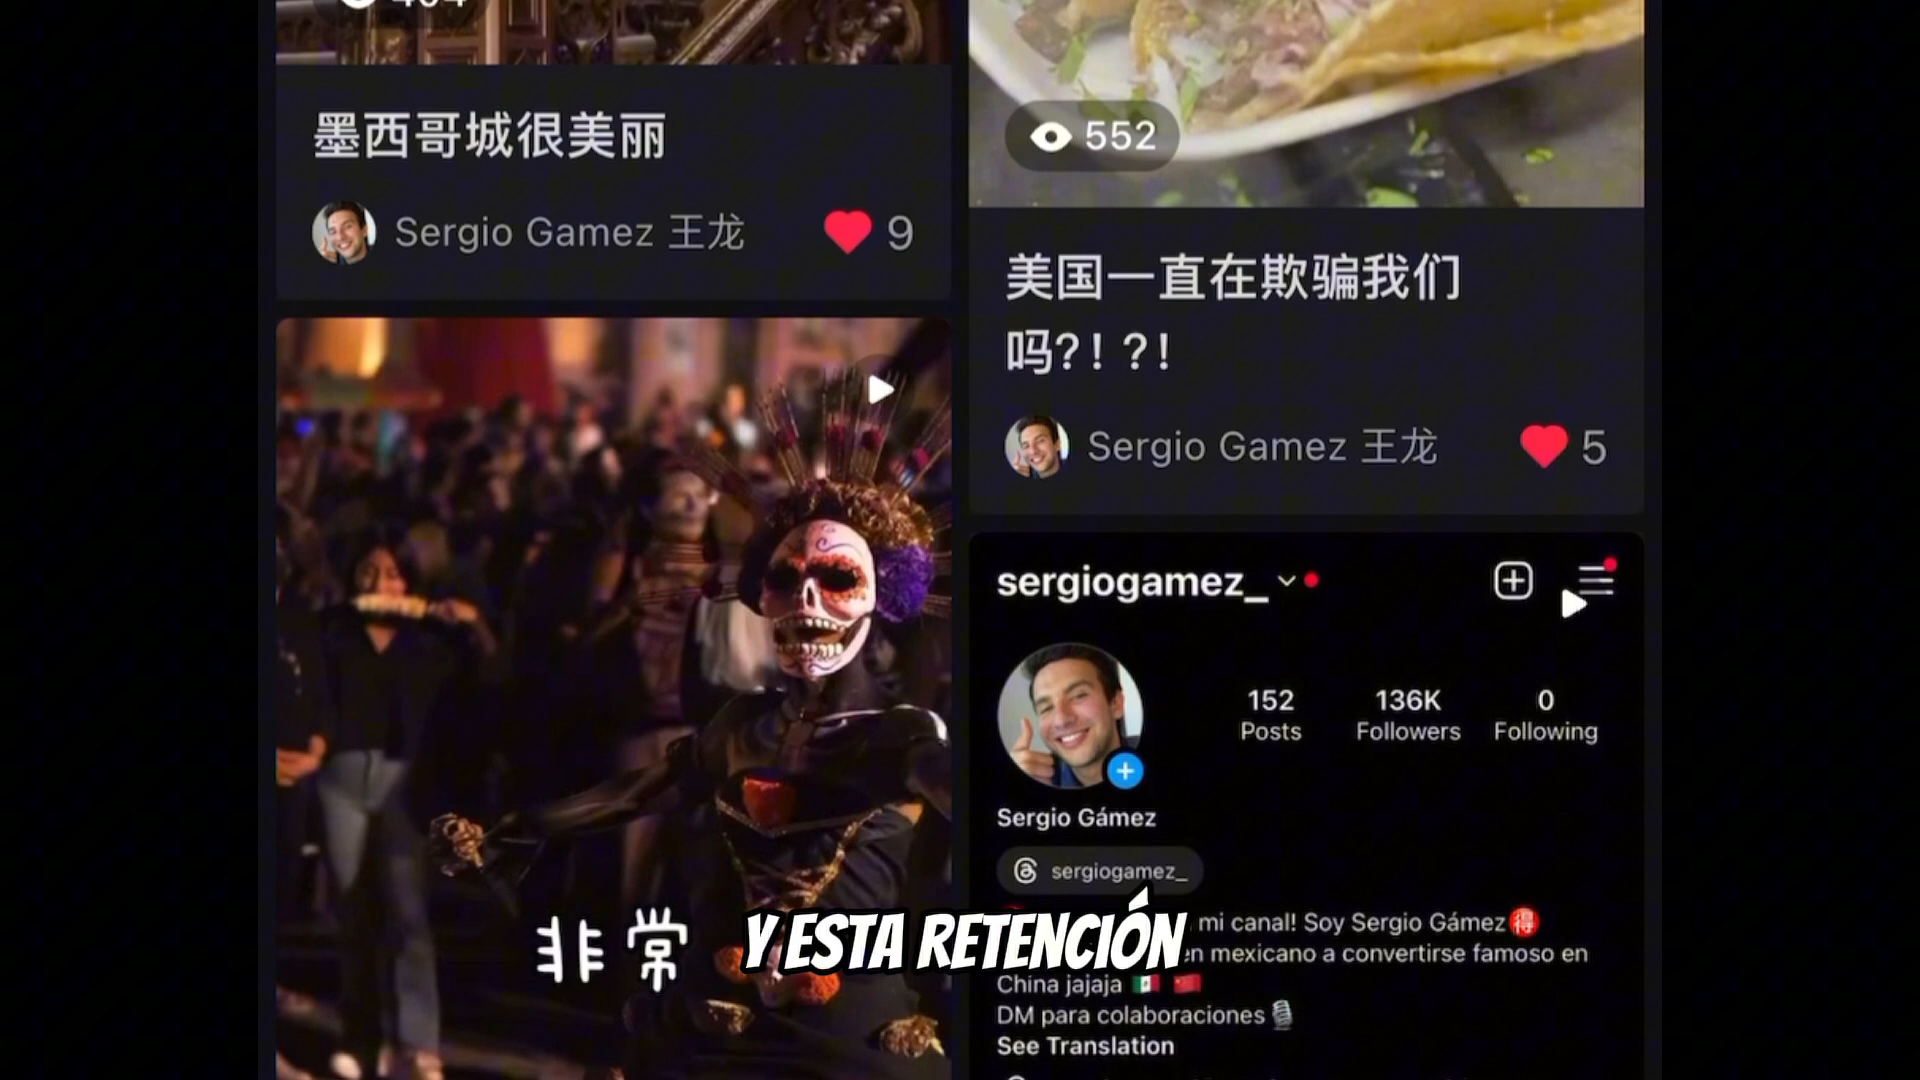 墨西哥城很美丽
Sergio Gamez 王龙
9
552
美国一直在欺骗我们
吗？！？！
Sergio Gamez 王龙
5
非常
sergiogamez_
152
Posts
136K
Followers
0
Following
Sergio Gámez
sergiogamez_
mi canal! Soy Sergio Gámez 得
en mexicano a convertirse famoso en
China jajaja
DM para colaboraciones
See Translation
Y ESTA RETENCIÓN